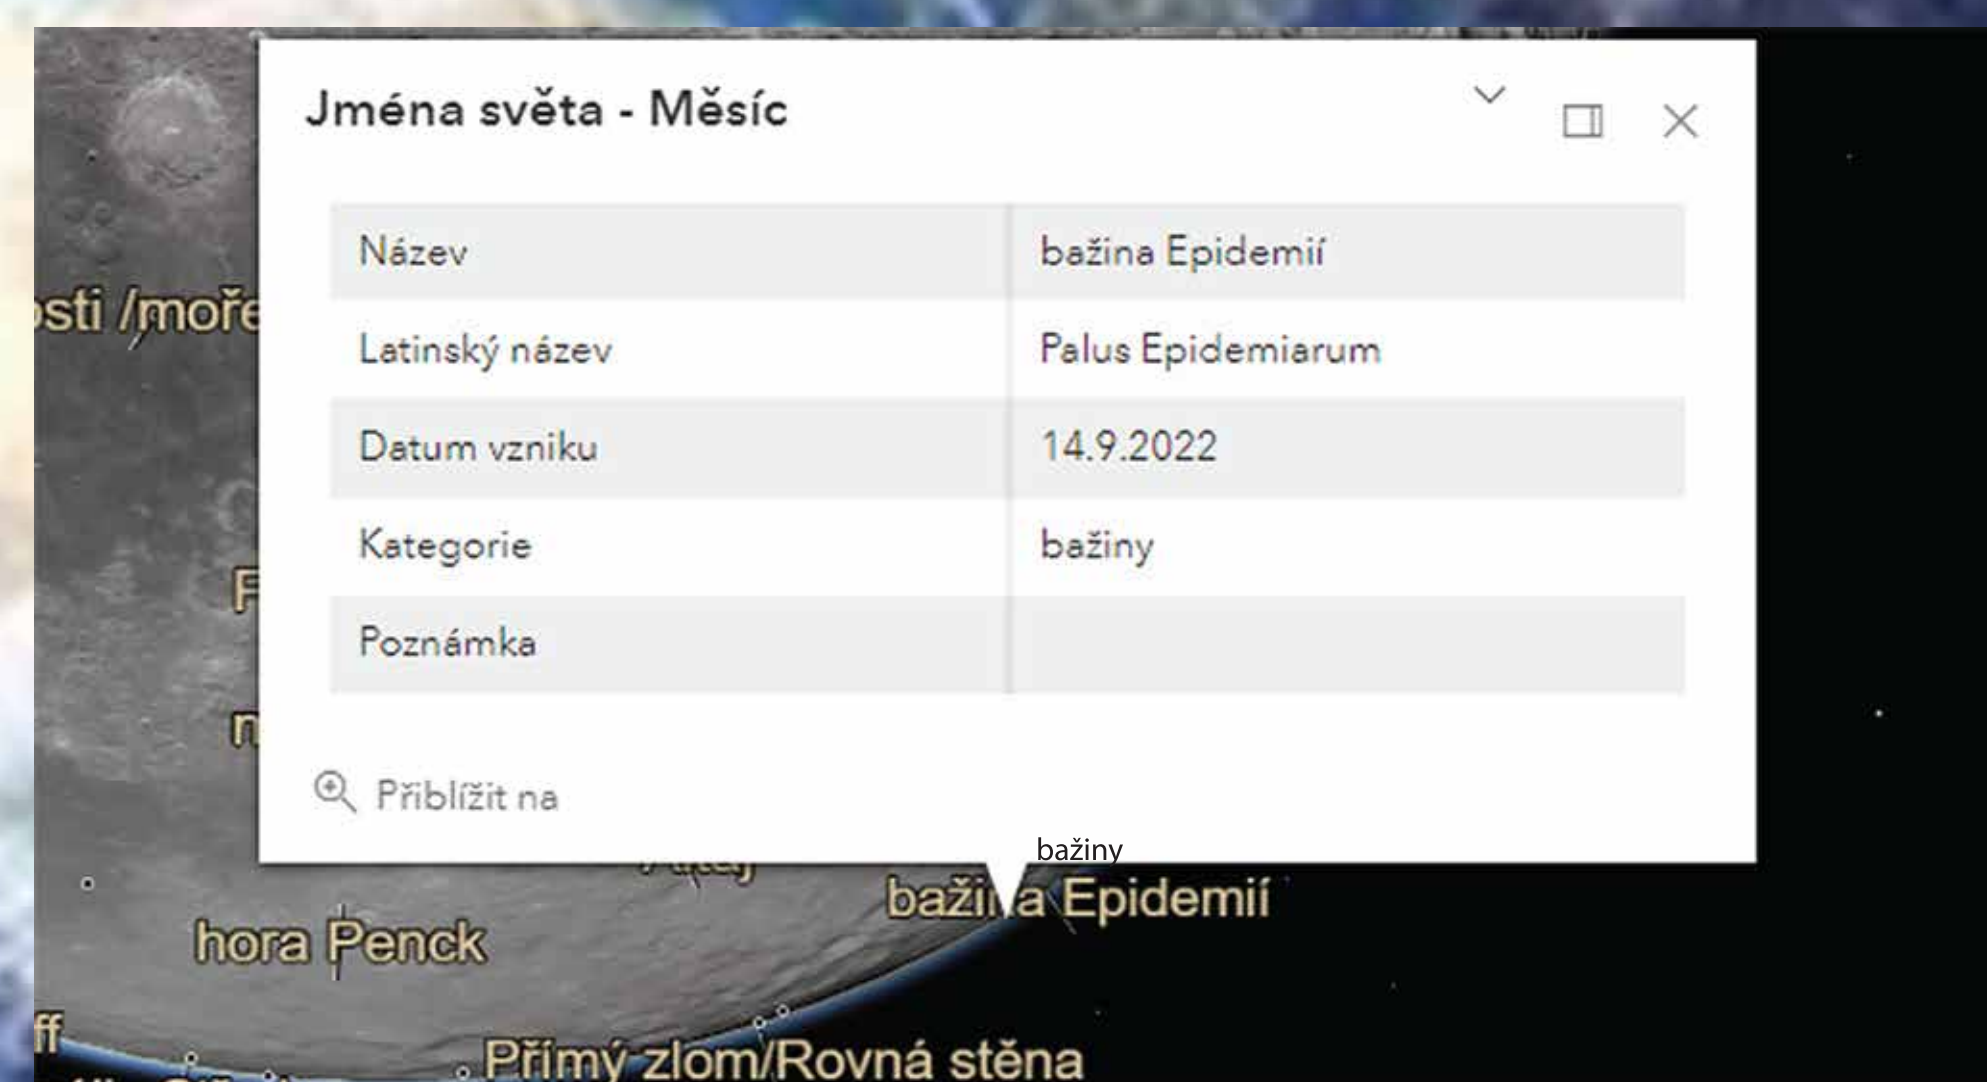 Jména světa - Měsíc
Název bažina Epidemií
Latinský název Palus Epidemiarum
Datum vzniku 14.9.2022
Kategorie bažiny
Poznámka
Přiblížit na
bažiny
/moře
bažina Epidemií
hora Penck
Přímý zlom/Rovná stěna